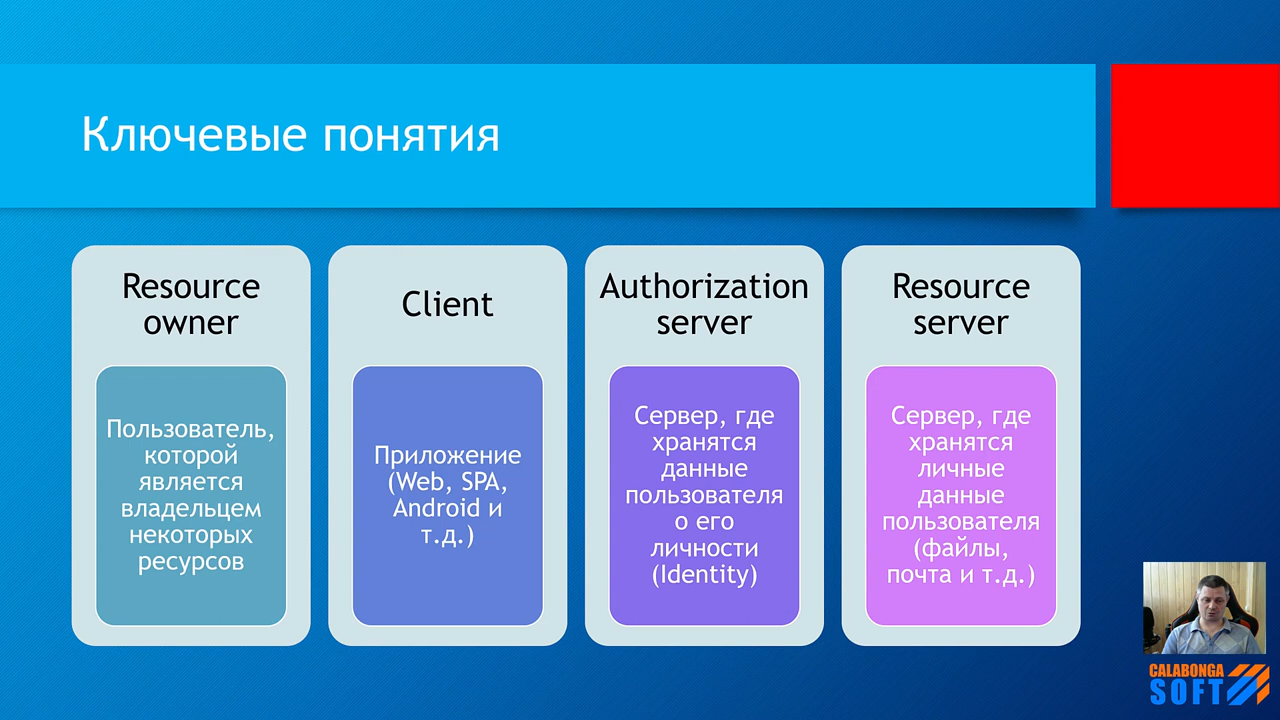 Ключевые понятия
Resource
owner
Пользователь,
которой
является
владельцем
некоторых
ресурсов
Client
Приложение
(Web, SPA,
Android и
т.д.)
Authorization
server
Сервер, где
хранятся
данные
пользователя
о его
личности
(Identity)
Resource
server
Сервер, где
хранятся
личные
данные
пользователя
(файлы,
почта и т.д.)
CALABONGA
SOFT